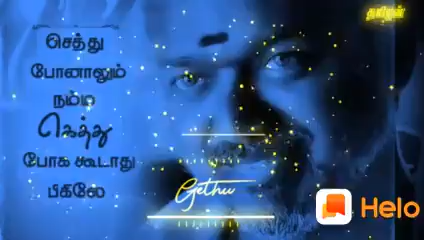 செத்து
போனாலும்
நம்ம
கெத்து
போக கூடாது
பிகிலே
Gethu
Helo